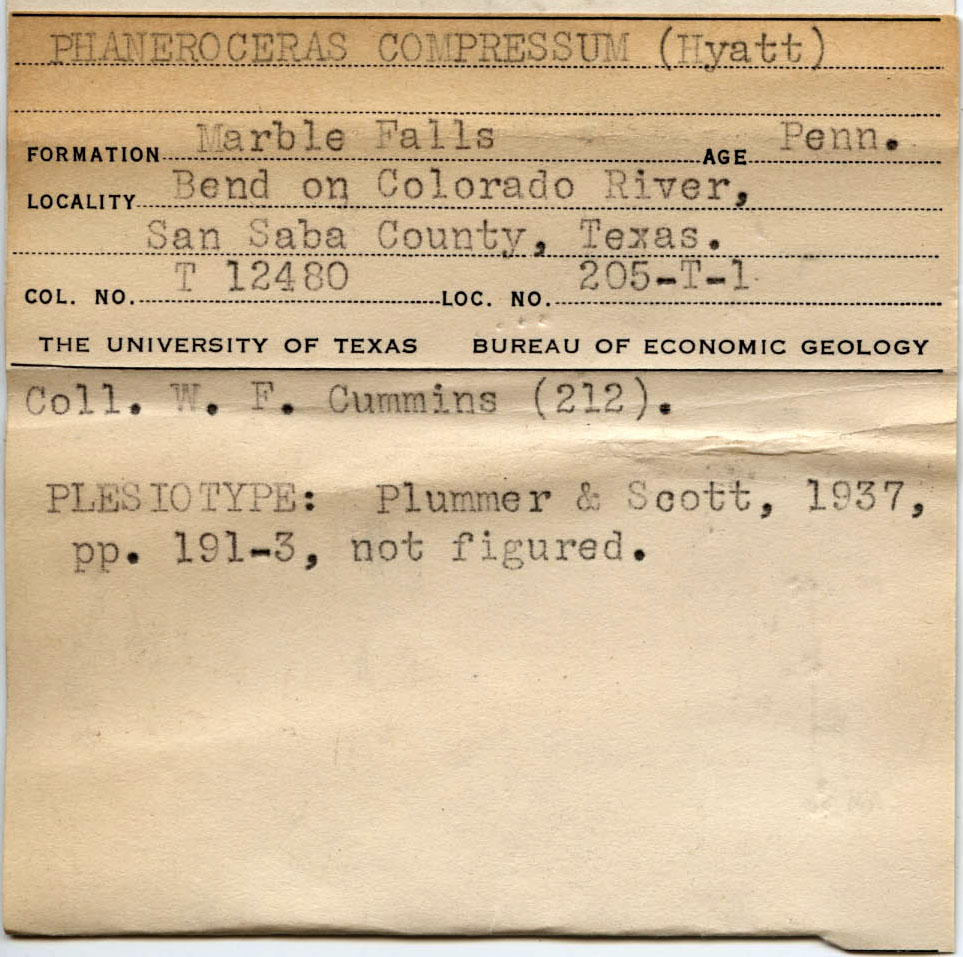 PHANEROCERAS COMPRESSUM (Hyatt)
FORMATION Marble Falls AGE Penn.
LOCALITY Bend on Colorado River,
San Saba County, Texas.
COL. NO. T 12480 LOC. NO. 205-T-1
THE UNIVERSITY OF TEXAS BUREAU OF ECONOMIC GEOLOGY
Coll. W. F. Cummins (212).
PLESIOTYPE: Plummer & Scott, 1937,
pp. 191-3, not figured.